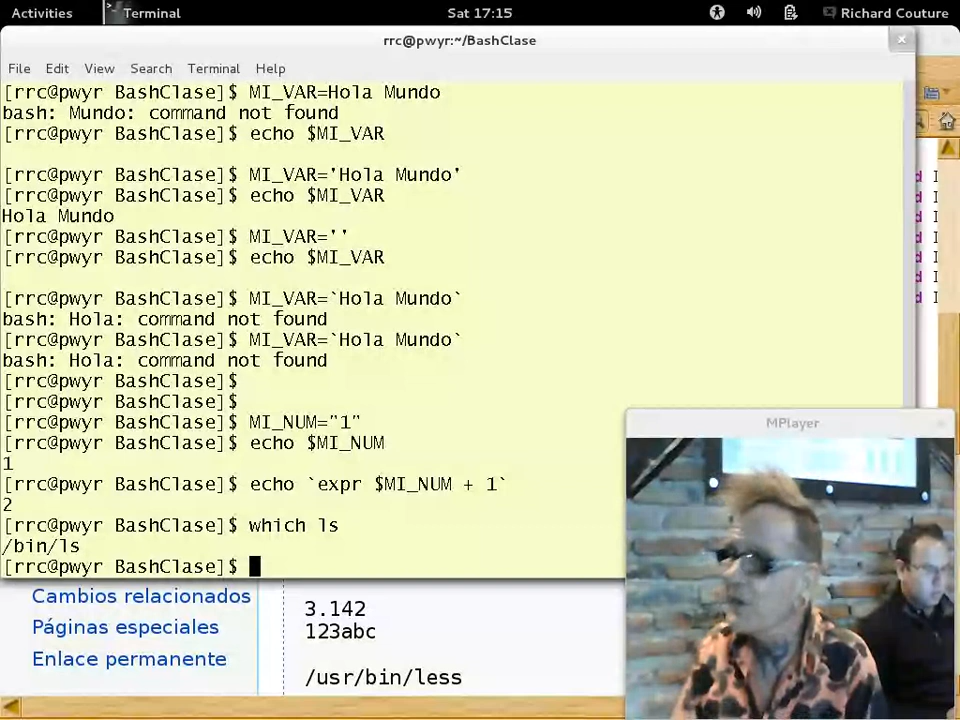 Activities
Terminal
Sat 17:15
Richard Couture
rrc@pwyr:~/BashClase
File Edit View Search Terminal Help
[rrc@pwyr BashClase]$ MI_VAR=Hola Mundo
bash: Mundo: command not found
[rrc@pwyr BashClase]$ echo $MI_VAR
[rrc@pwyr BashClase]$ MI_VAR='Hola Mundo'
[rrc@pwyr BashClase]$ echo $MI_VAR
Hola Mundo
[rrc@pwyr BashClase]$ MI_VAR=''
[rrc@pwyr BashClase]$ echo $MI_VAR
[rrc@pwyr BashClase]$ MI_VAR=`Hola Mundo`
bash: Hola: command not found
[rrc@pwyr BashClase]$ MI_VAR=`Hola Mundo`
bash: Hola: command not found
[rrc@pwyr BashClase]$
[rrc@pwyr BashClase]$
[rrc@pwyr BashClase]$ MI_NUM="1"
[rrc@pwyr BashClase]$ echo $MI_NUM
1
[rrc@pwyr BashClase]$ echo `expr $MI_NUM + 1`
2
[rrc@pwyr BashClase]$ which ls
/bin/ls
[rrc@pwyr BashClase]$
MPlayer
Cambios relacionados
Páginas especiales
Enlace permanente
3.142
123abc
/usr/bin/less